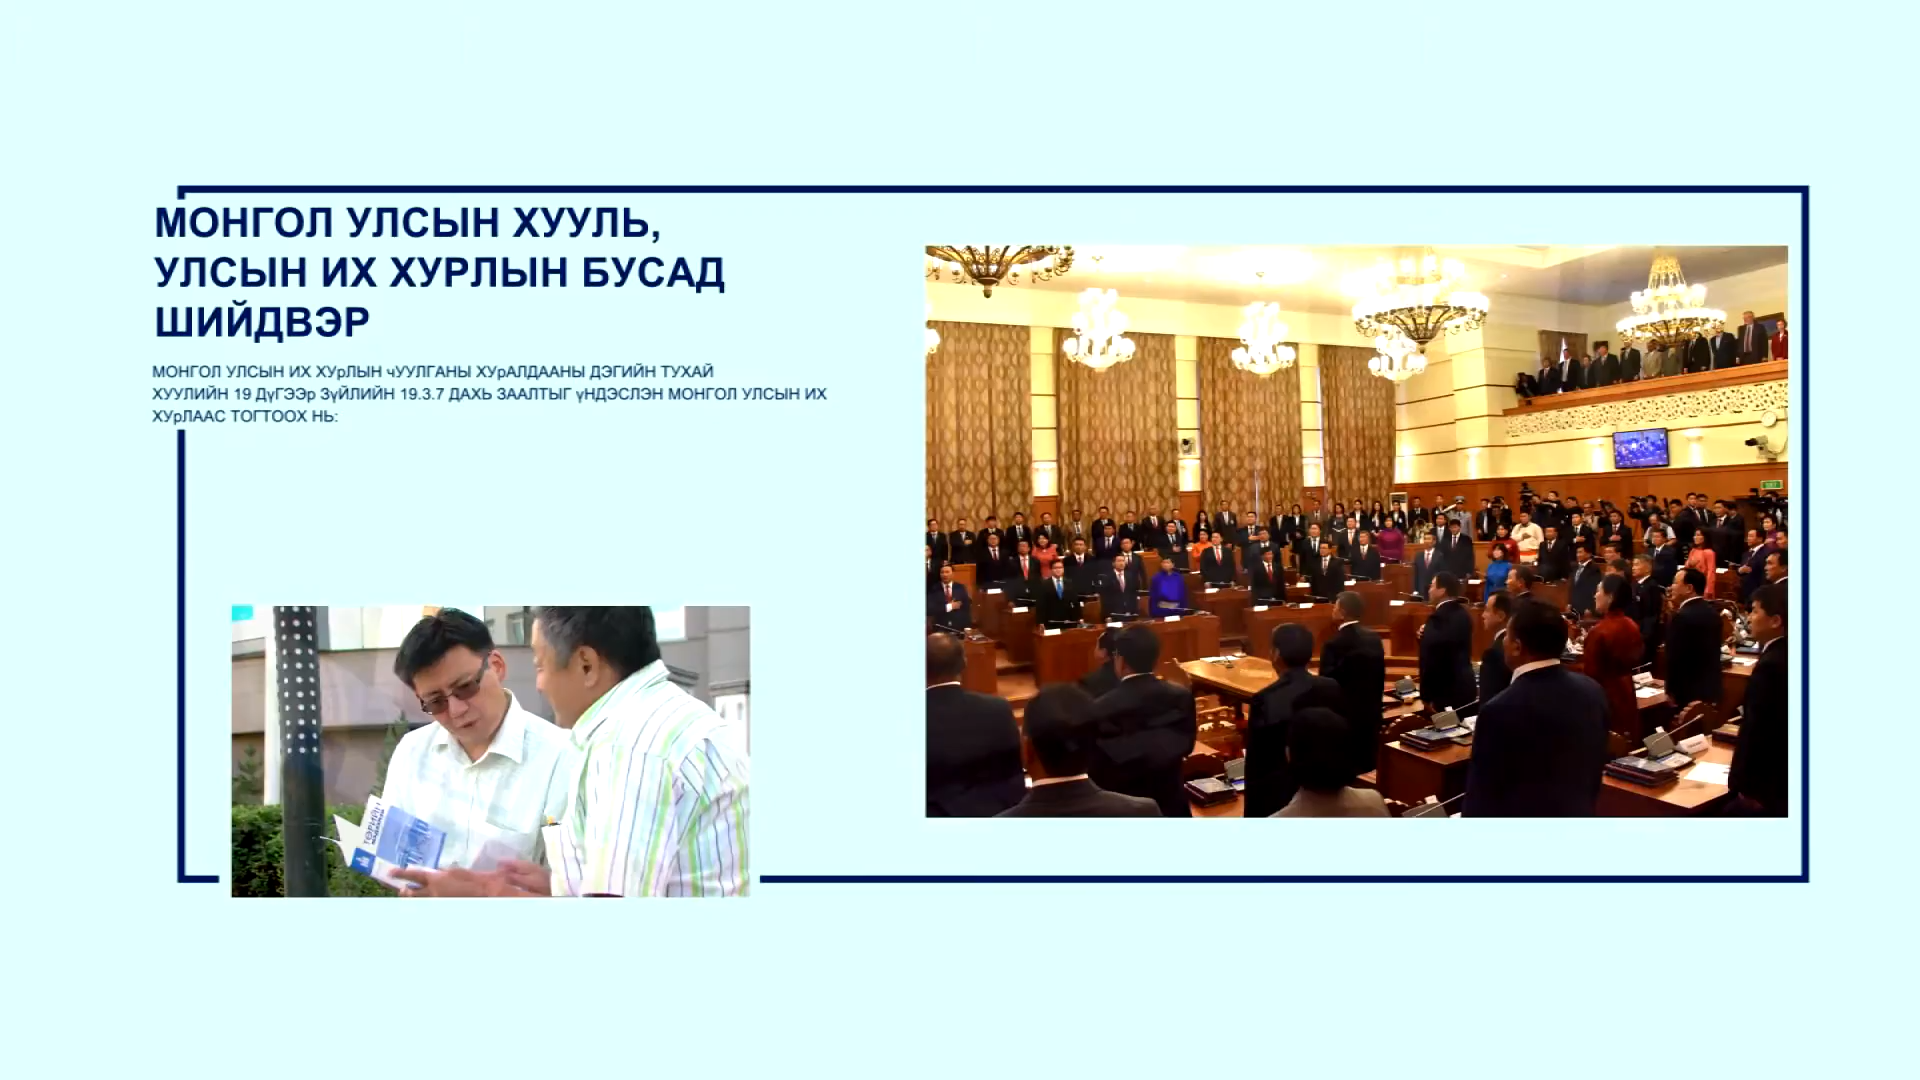 МОНГОЛ УЛСЫН ХУУЛЬ,
УЛСЫН ИХ ХУРЛЫН БУСАД
ШИЙДВЭР
МОНГОЛ УЛСЫН ИХ ХУрЛЫН чУУЛГАНЫ ХУрАЛДААНЫ ДЭГИЙН ТУХАЙ
ХУУЛИЙН 19 ДүГЭЭр ЗүЙЛИЙН 19.3.7 ДАХЬ ЗААЛТЫГ үНДЭСЛЭН МОНГОЛ УЛСЫН ИХ
ХУрЛААС ТОГТООХ НЬ:
ТӨРИЙН